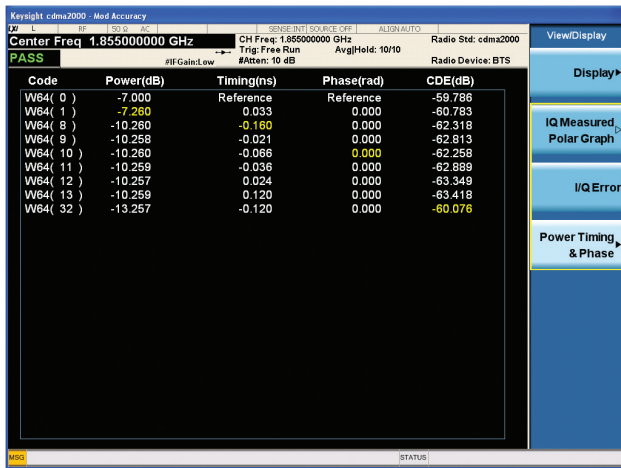 Keysight cdma2000 - Mod Accuracy
LXI L RF 50 Ω AC SENSE:INT SOURCE OFF ALIGN AUTO
Center Freq 1.855000000 GHz
CH Freq: 1.855000000 GHz
Radio Std: cdma2000
Trig: Free Run Avg|Hold: 10/10
PASS
#IFGain:Low
#Atten: 10 dB
Radio Device: BTS
Code Power(dB) Timing(ns) Phase(rad) CDE(dB)
W64( 0 ) -7.000 Reference Reference -59.786
W64( 1 ) -7.260 0.033 0.000 -60.783
W64( 8 ) -10.260 -0.160 0.000 -62.318
W64( 9 ) -10.258 -0.021 0.000 -62.813
W64( 10 ) -10.260 -0.066 0.000 -62.258
W64( 11 ) -10.259 -0.036 0.000 -62.889
W64( 12 ) -10.257 0.024 0.000 -63.349
W64( 13 ) -10.259 0.120 0.000 -63.418
W64( 32 ) -13.257 -0.120 0.000 -60.076
View/Display
Display
IQ Measured
Polar Graph
I/Q Error
Power Timing
& Phase
MSG STATUS